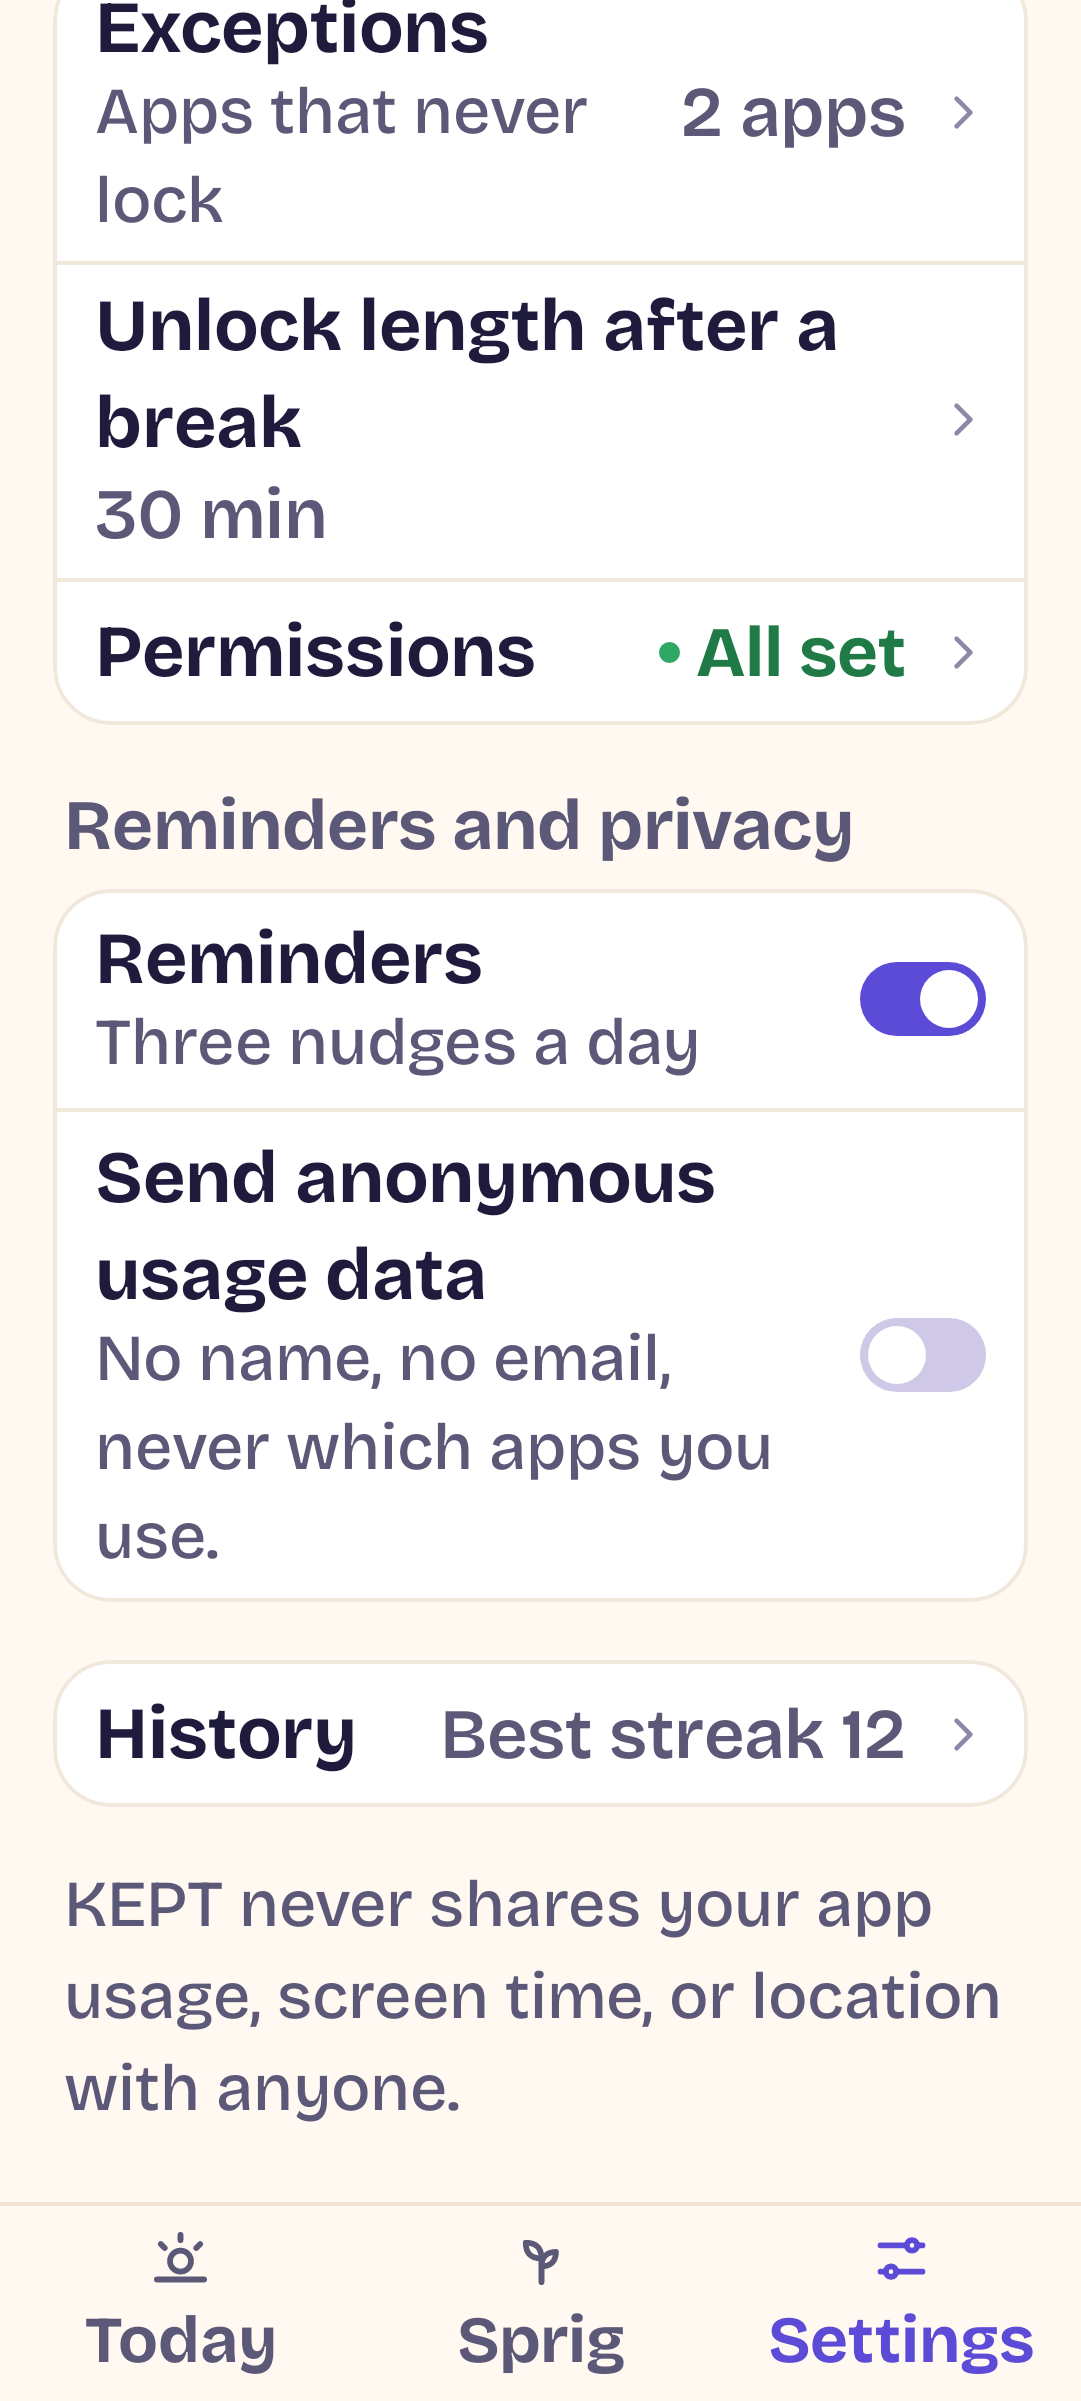 Exceptions
Apps that never
lock
2 apps
Unlock length after a
break
30 min
Permissions
All set
Reminders and privacy
Reminders
Three nudges a day
Send anonymous
usage data
No name, no email,
never which apps you
use.
History
Best streak 12
KEPT never shares your app
usage, screen time, or location
with anyone.
Today
Sprig
Settings